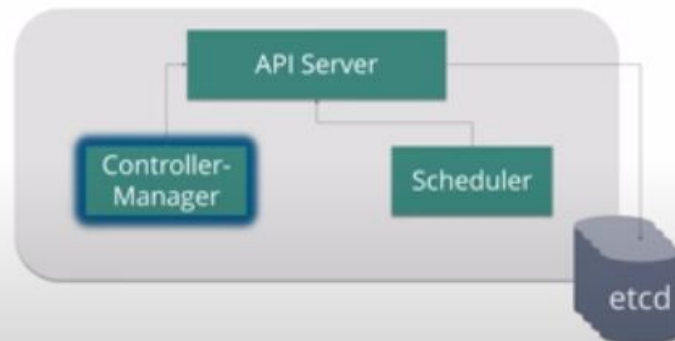 API Server
Controller-
Manager
Scheduler
etcd